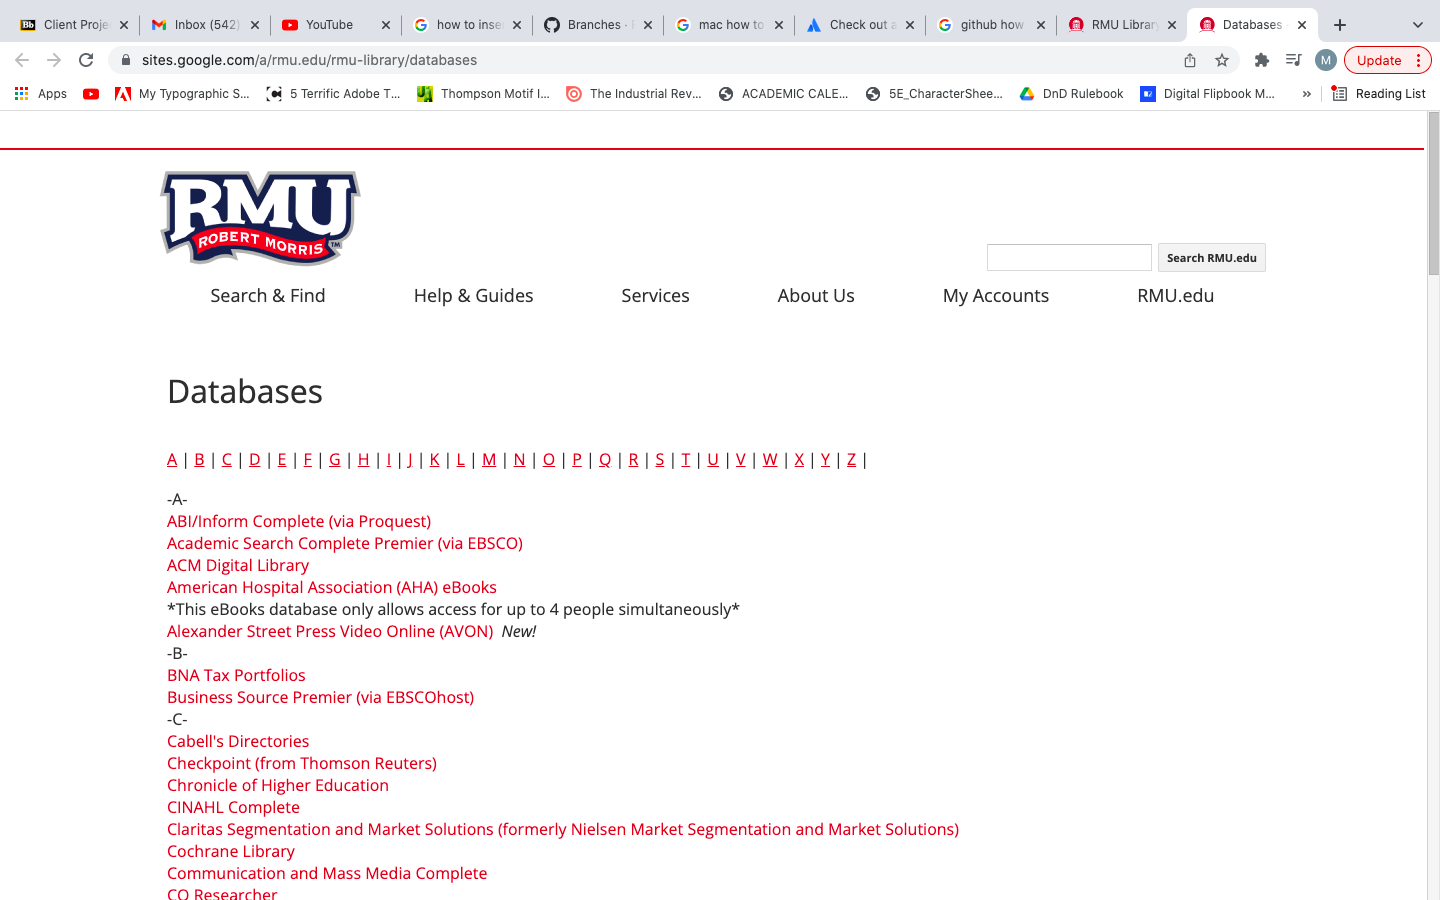 Client Proje
Inbox (542)
YouTube
how to inse
Branches ·
mac how to
Check out a
github how
RMU Library
Databases
sites.google.com/a/rmu.edu/rmu-library/databases
M
Update
Apps
My Typographic S...
5 Terrific Adobe T...
Thompson Motif I...
The Industrial Rev...
ACADEMIC CALE...
5E_CharacterShee...
DnD Rulebook
Digital Flipbook M...
»
Reading List
RMU
ROBERT MORRIS
TM
Search RMU.edu
Search & Find Help & Guides Services About Us My Accounts RMU.edu
Databases
A | B | C | D | E | F | G | H | I | J | K | L | M | N | O | P | Q | R | S | T | U | V | W | X | Y | Z |
-A-
ABI/Inform Complete (via Proquest)
Academic Search Complete Premier (via EBSCO)
ACM Digital Library
American Hospital Association (AHA) eBooks
*This eBooks database only allows access for up to 4 people simultaneously*
Alexander Street Press Video Online (AVON) New!
-B-
BNA Tax Portfolios
Business Source Premier (via EBSCOhost)
-C-
Cabell's Directories
Checkpoint (from Thomson Reuters)
Chronicle of Higher Education
CINAHL Complete
Claritas Segmentation and Market Solutions (formerly Nielsen Market Segmentation and Market Solutions)
Cochrane Library
Communication and Mass Media Complete
CQ Researcher